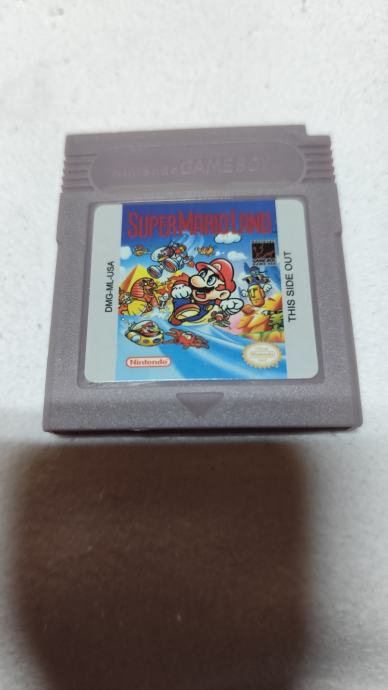 Nintendo GAME BOY
SUPER MARIO LAND
DMG-ML-USA
THIS SIDE OUT
Nintendo